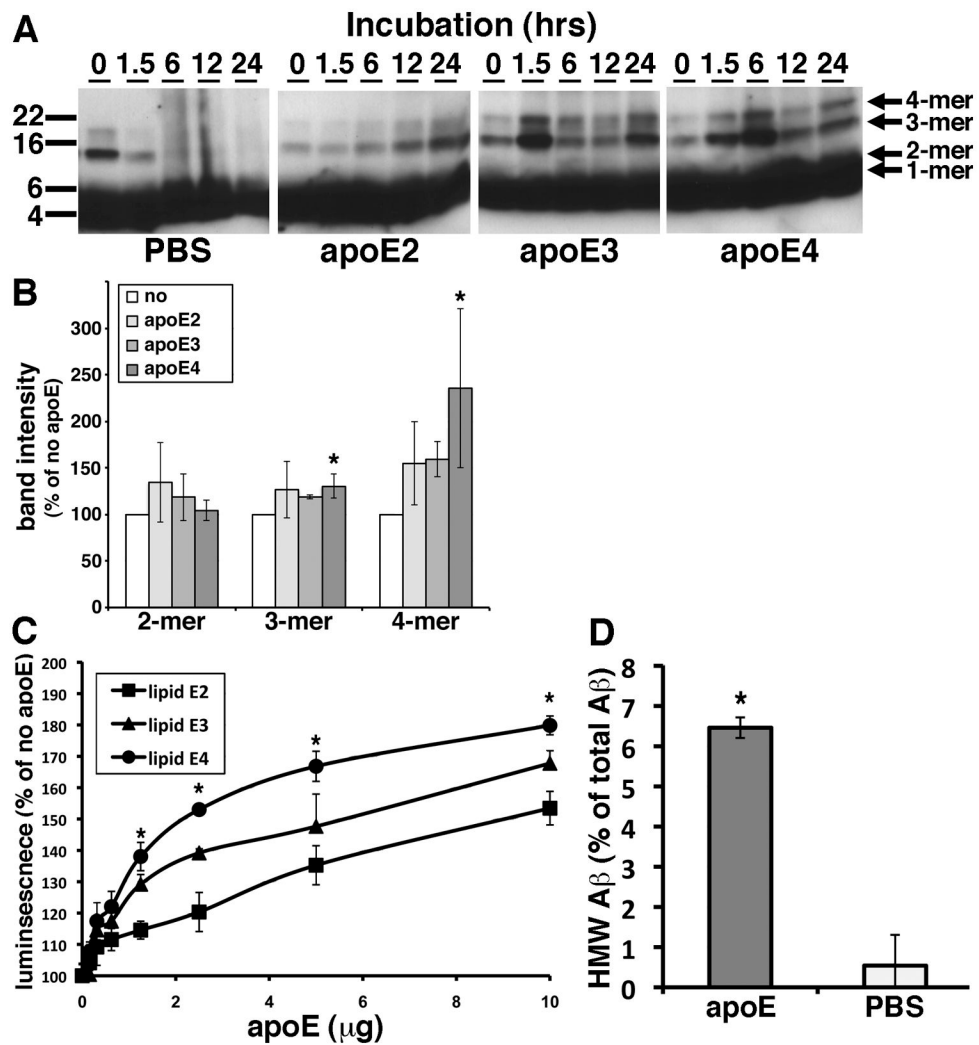 A
Incubation (hrs)
0 1.5 6 12 24 0 1.5 6 12 24 0 1.5 6 12 24 0 1.5 6 12 24
22
16
6
4
4-mer
3-mer
2-mer
1-mer
PBS apoE2 apoE3 apoE4
B
band intensity
(% of no apoE)
no
apoE2
apoE3
apoE4
300
250
200
150
100
50
0
*
*
2-mer 3-mer 4-mer
C
luminsescnece (% of no apoE)
lipid E2
lipid E3
lipid E4
200
190
180
170
160
150
140
130
120
110
100
* * * *
0 2 4 6 8 10
apoE (μg)
D
HMW Aβ (% of total Aβ)
8
7
6
5
4
3
2
1
0
*
apoE PBS